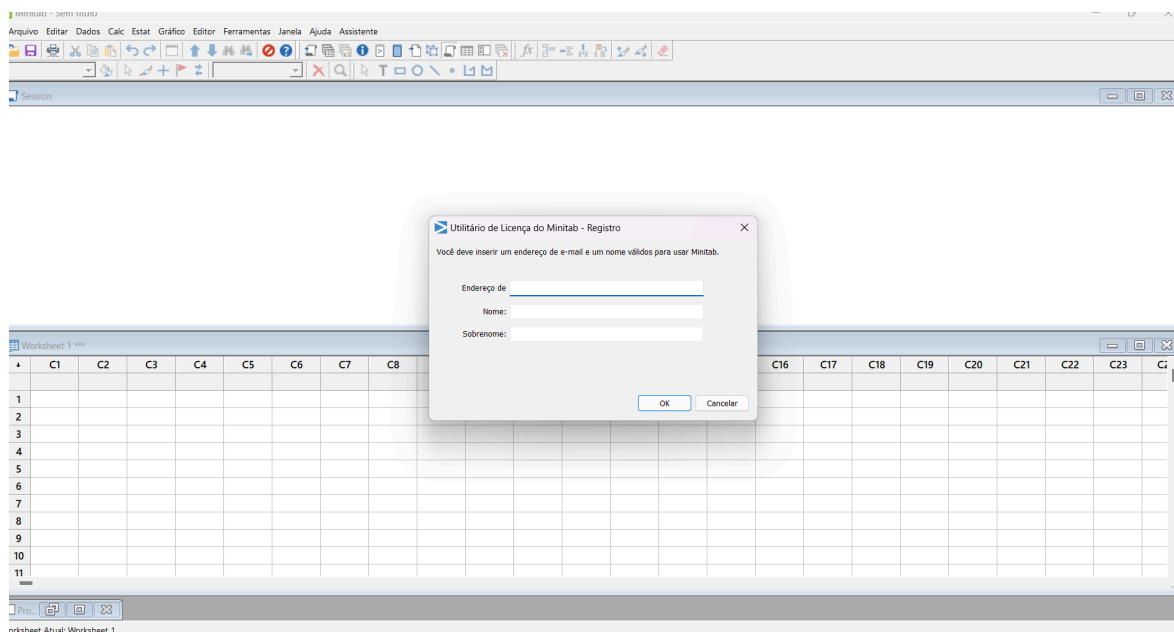 Minitab - Sem título
Arquivo Editar Dados Calc Estat Gráfico Editor Ferramentas Janela Ajuda Assistente
Session
Utilitário de Licença do Minitab - Registro
Você deve inserir um endereço de e-mail e um nome válidos para usar Minitab.
Endereço de
Nome:
Sobrenome:
OK Cancelar
Worksheet 1 ***
C1 C2 C3 C4 C5 C6 C7 C8 C16 C17 C18 C19 C20 C21 C22 C23
1
2
3
4
5
6
7
8
9
10
11
Pro...
orksheet Atual: Worksheet 1